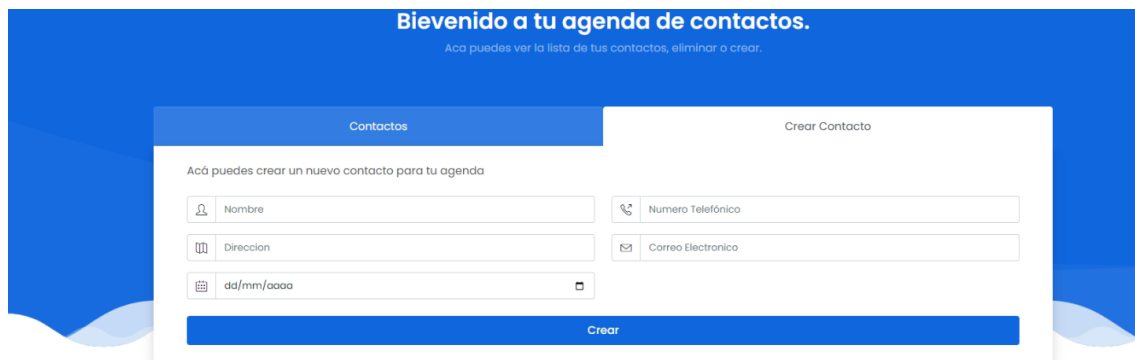 Bievenido a tu agenda de contactos.
Aca puedes ver la lista de tus contactos, eliminar o crear.
Contactos
Crear Contacto
Acá puedes crear un nuevo contacto para tu agenda
Nombre
Numero Telefónico
Direccion
Correo Electronico
dd/mm/aaaa
Crear